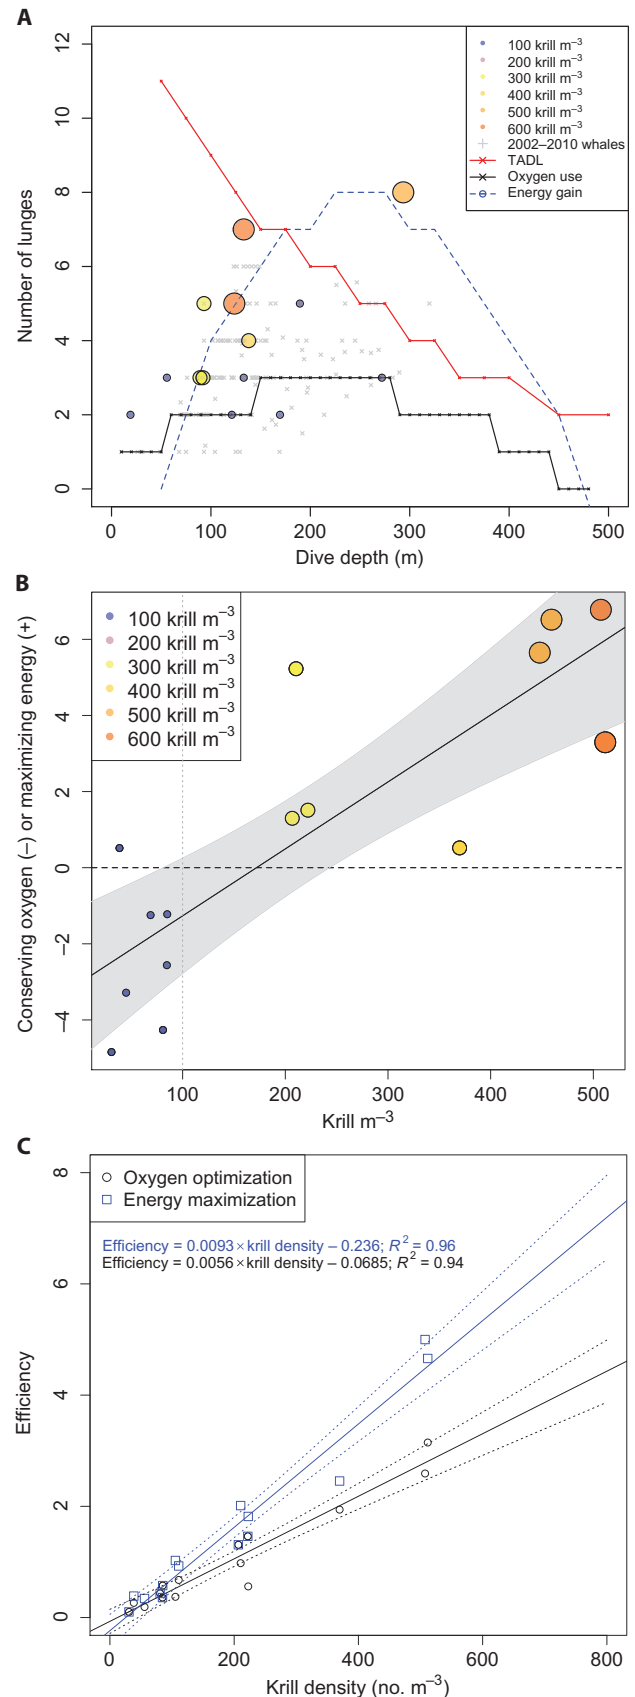 A
12
10
8
6
4
2
0
Number of lunges
100 krill m⁻³
200 krill m⁻³
300 krill m⁻³
400 krill m⁻³
500 krill m⁻³
600 krill m⁻³
2002–2010 whales
TADL
Oxygen use
Energy gain
0 100 200 300 400 500
Dive depth (m)
B
6
4
2
0
−2
−4
Conserving oxygen (–) or maximizing energy (+)
100 krill m⁻³
200 krill m⁻³
300 krill m⁻³
400 krill m⁻³
500 krill m⁻³
600 krill m⁻³
100 200 300 400 500
Krill m⁻³
C
8
6
4
2
0
Efficiency
Oxygen optimization
Energy maximization
Efficiency = 0.0093 × krill density – 0.236; R² = 0.96
Efficiency = 0.0056 × krill density – 0.0685; R² = 0.94
0 200 400 600 800
Krill density (no. m⁻³)